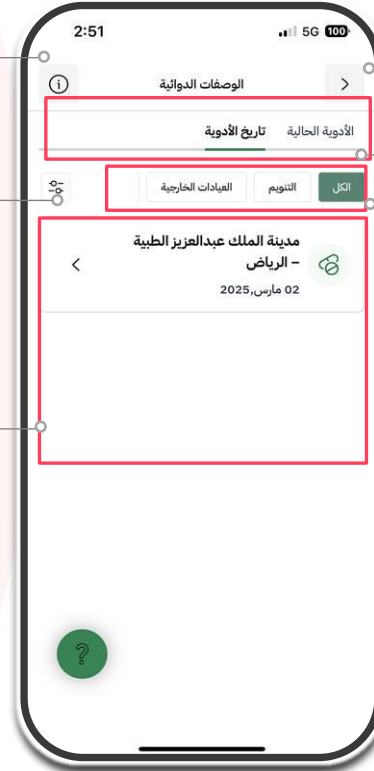 2:51
5G 100
الوصفات الدوائية
الأدوية الحالية
تاريخ الأدوية
الكل
التنويم
العيادات الخارجية
مدينة الملك عبدالعزيز الطبية
– الرياض
02 مارس,2025
?